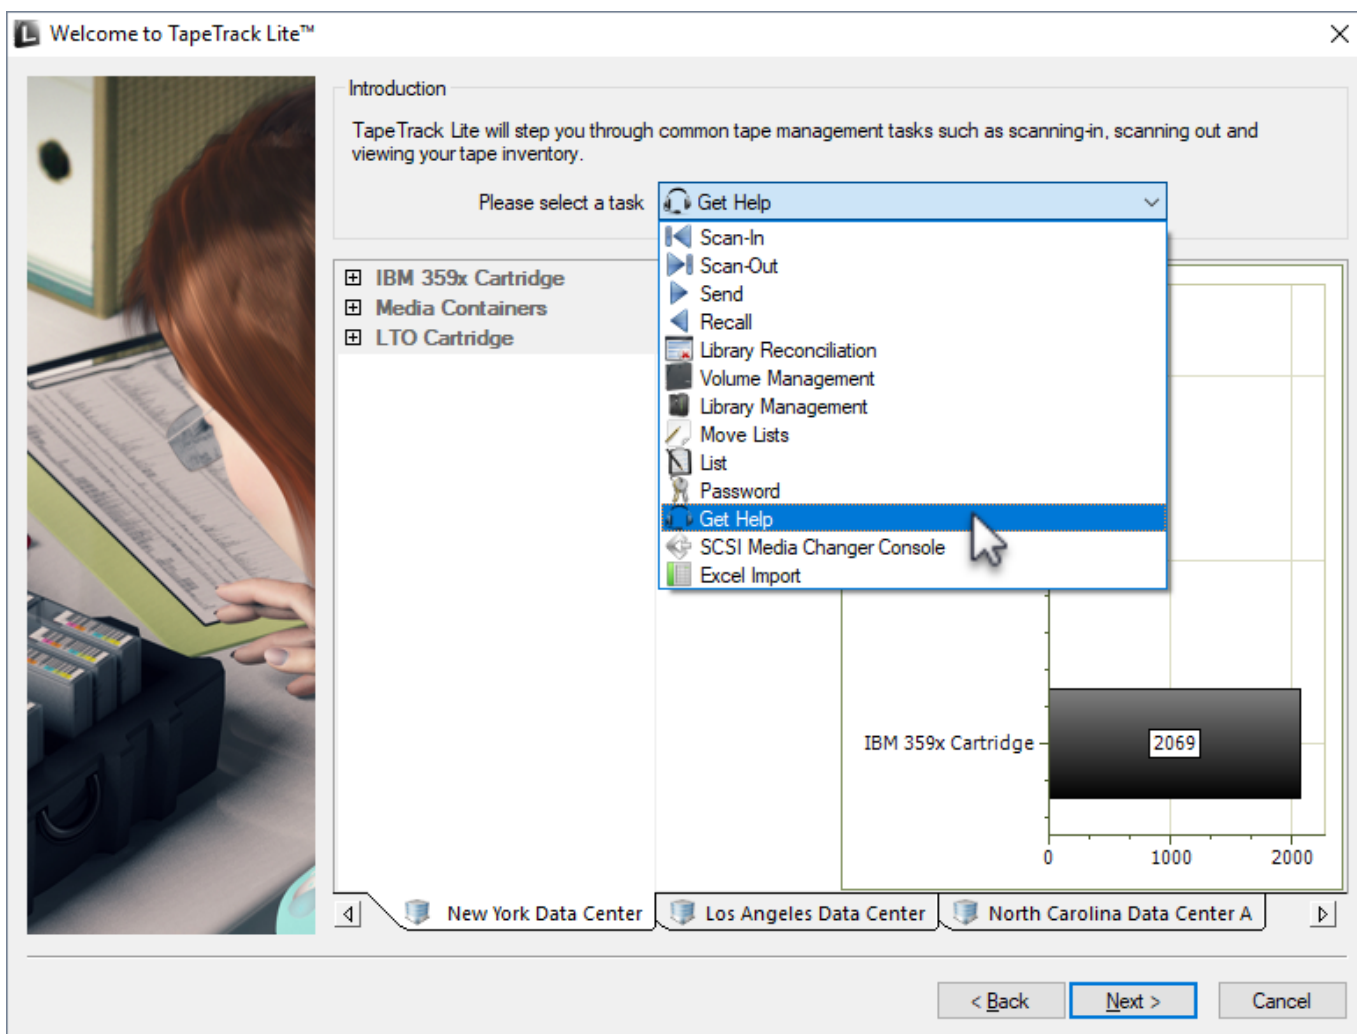 Welcome to TapeTrack Lite™
Introduction
TapeTrack Lite will step you through common tape management tasks such as scanning-in, scanning out and
viewing your tape inventory.
Please select a task
Get Help
Scan-In
Scan-Out
Send
Recall
Library Reconciliation
Volume Management
Library Management
Move Lists
List
Password
Get Help
SCSI Media Changer Console
Excel Import
IBM 359x Cartridge
Media Containers
LTO Cartridge
IBM 359x Cartridge
2069
0 1000 2000
New York Data Center
Los Angeles Data Center
North Carolina Data Center A
< Back
Next >
Cancel